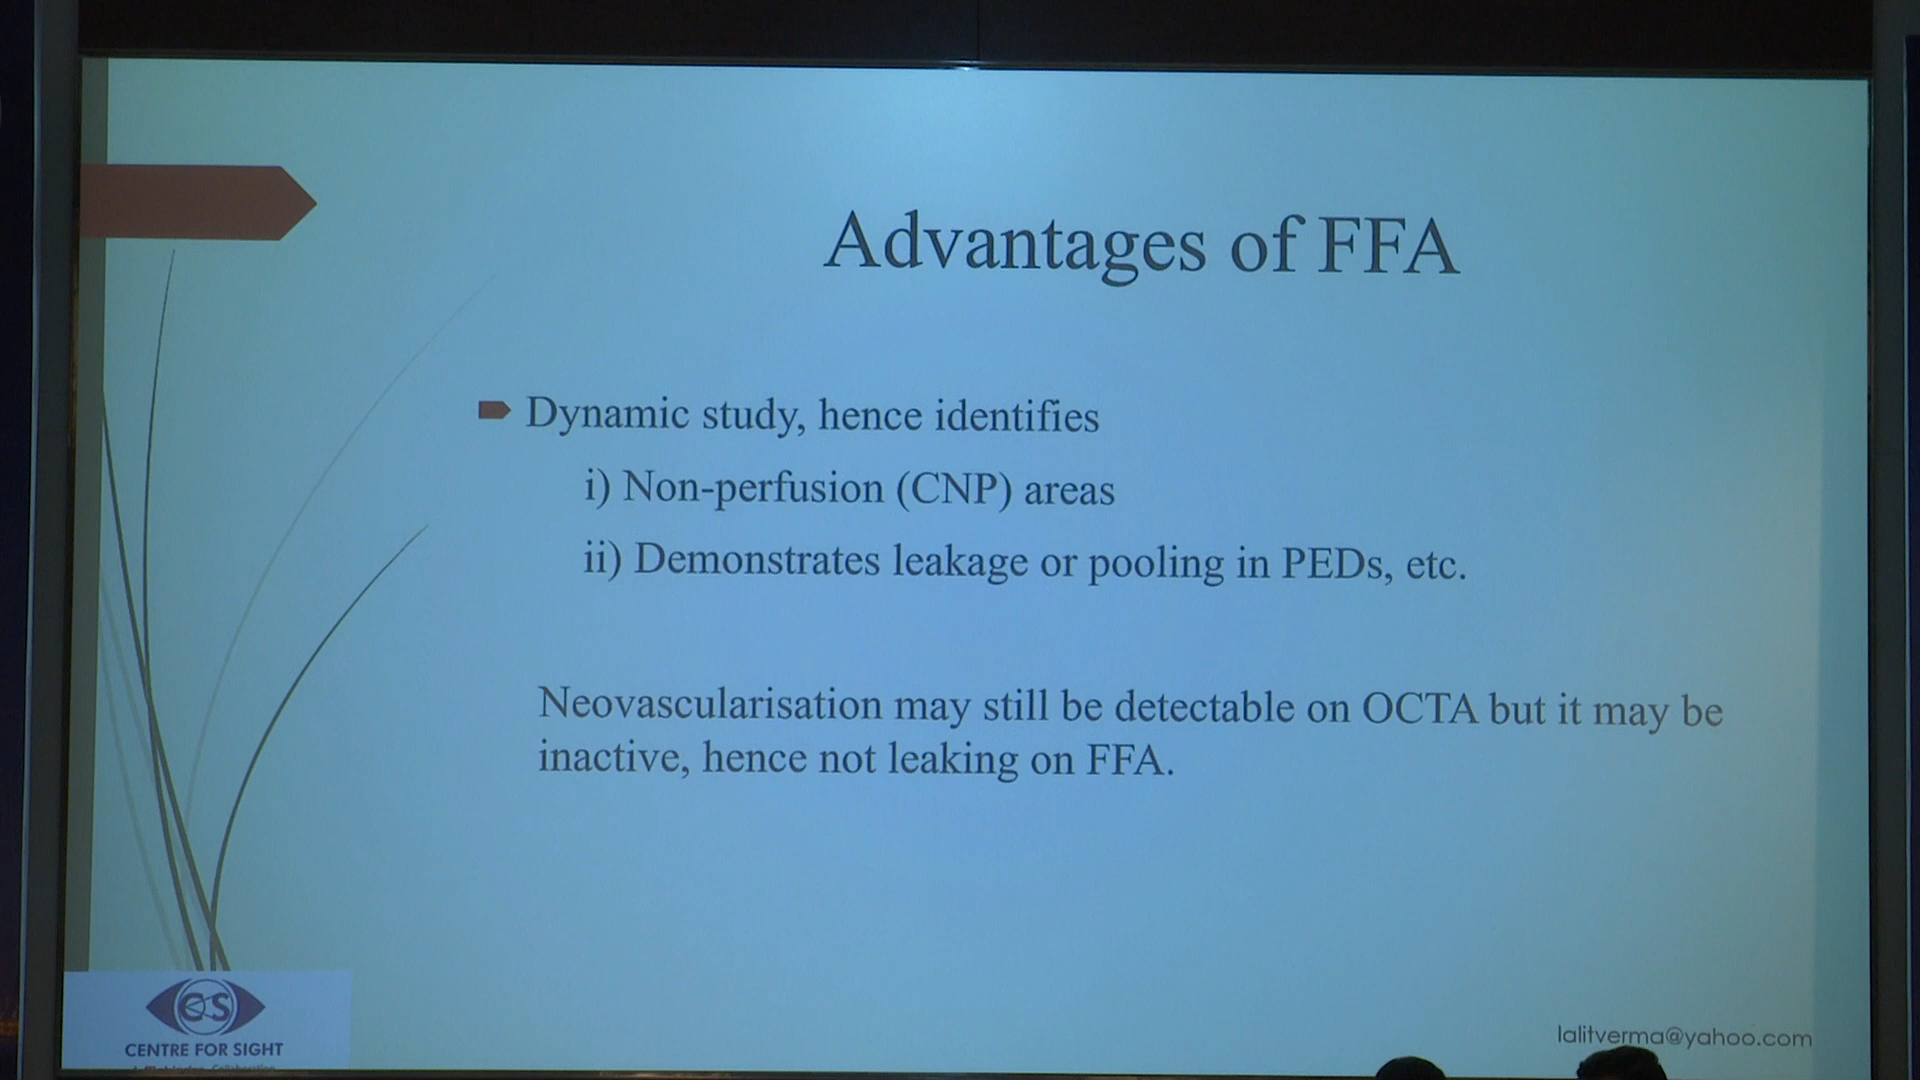 Advantages of FFA
Dynamic study, hence identifies
i) Non-perfusion (CNP) areas
ii) Demonstrates leakage or pooling in PEDs, etc.
Neovascularisation may still be detectable on OCTA but it may be
inactive, hence not leaking on FFA.
CS
CENTRE FOR SIGHT
lalitverma@yahoo.com